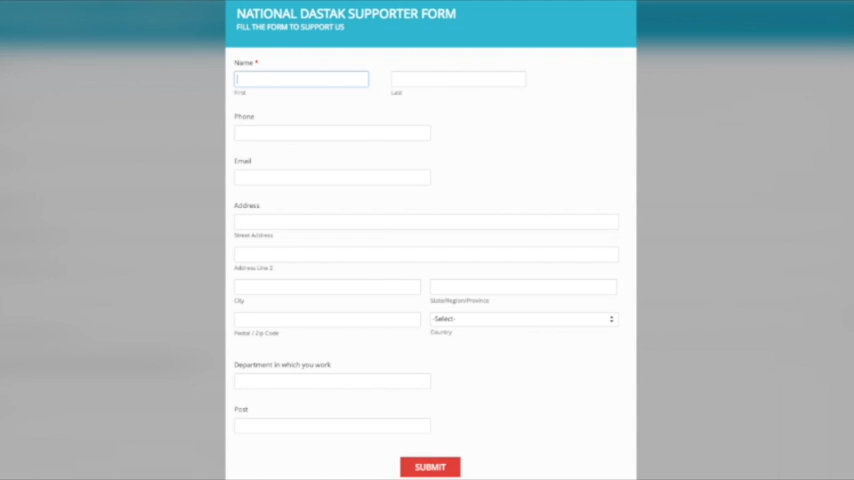 NATIONAL DASTAK SUPPORTER FORM
FILL THE FORM TO SUPPORT US
Name *
First Last
Phone
Email
Address
Street Address
Address Line 2
City State/Region/Province
Postal / Zip Code -Select- Country
Department in which you work
Post
SUBMIT